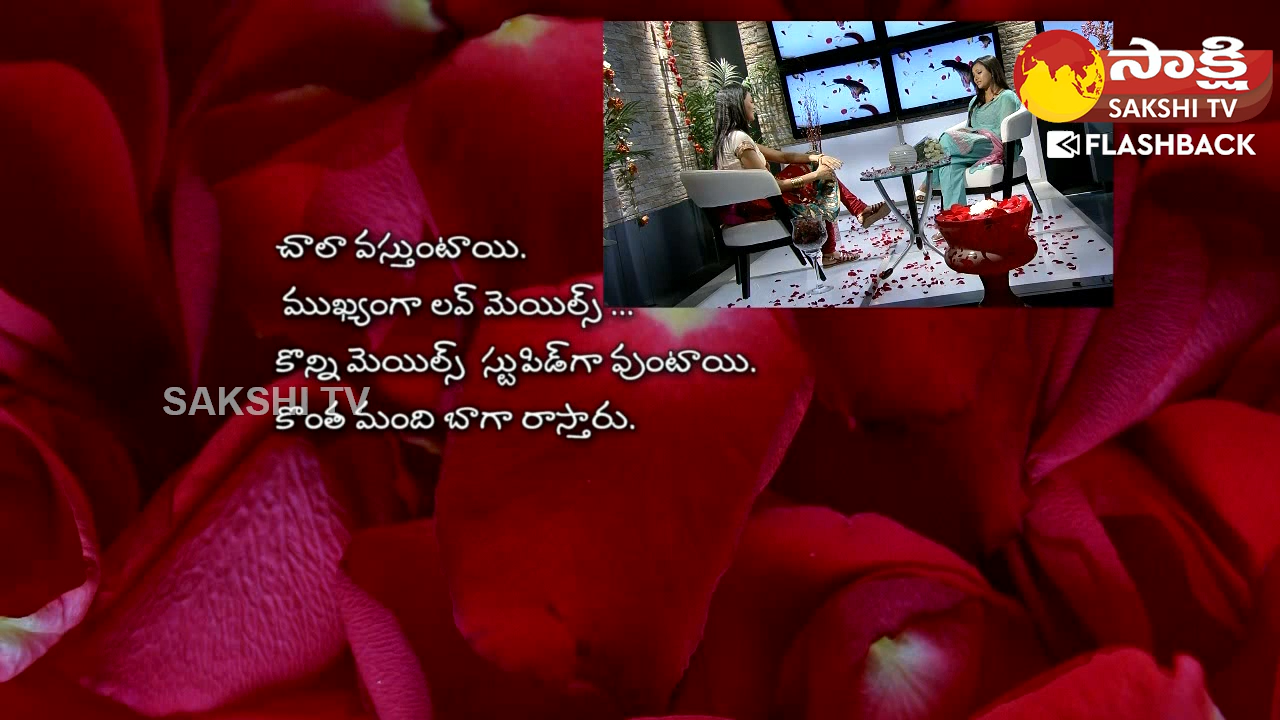 సాక్షి
SAKSHI TV
FLASHBACK
చాలా వస్తుంటాయి.
ముఖ్యంగా లవ్ మెయిల్స్ ...
కొన్ని మెయిల్స్ స్టుపిడ్‌గా వుంటాయి.
SAKSHI TV
కొంత మంది బాగా రాస్తారు.